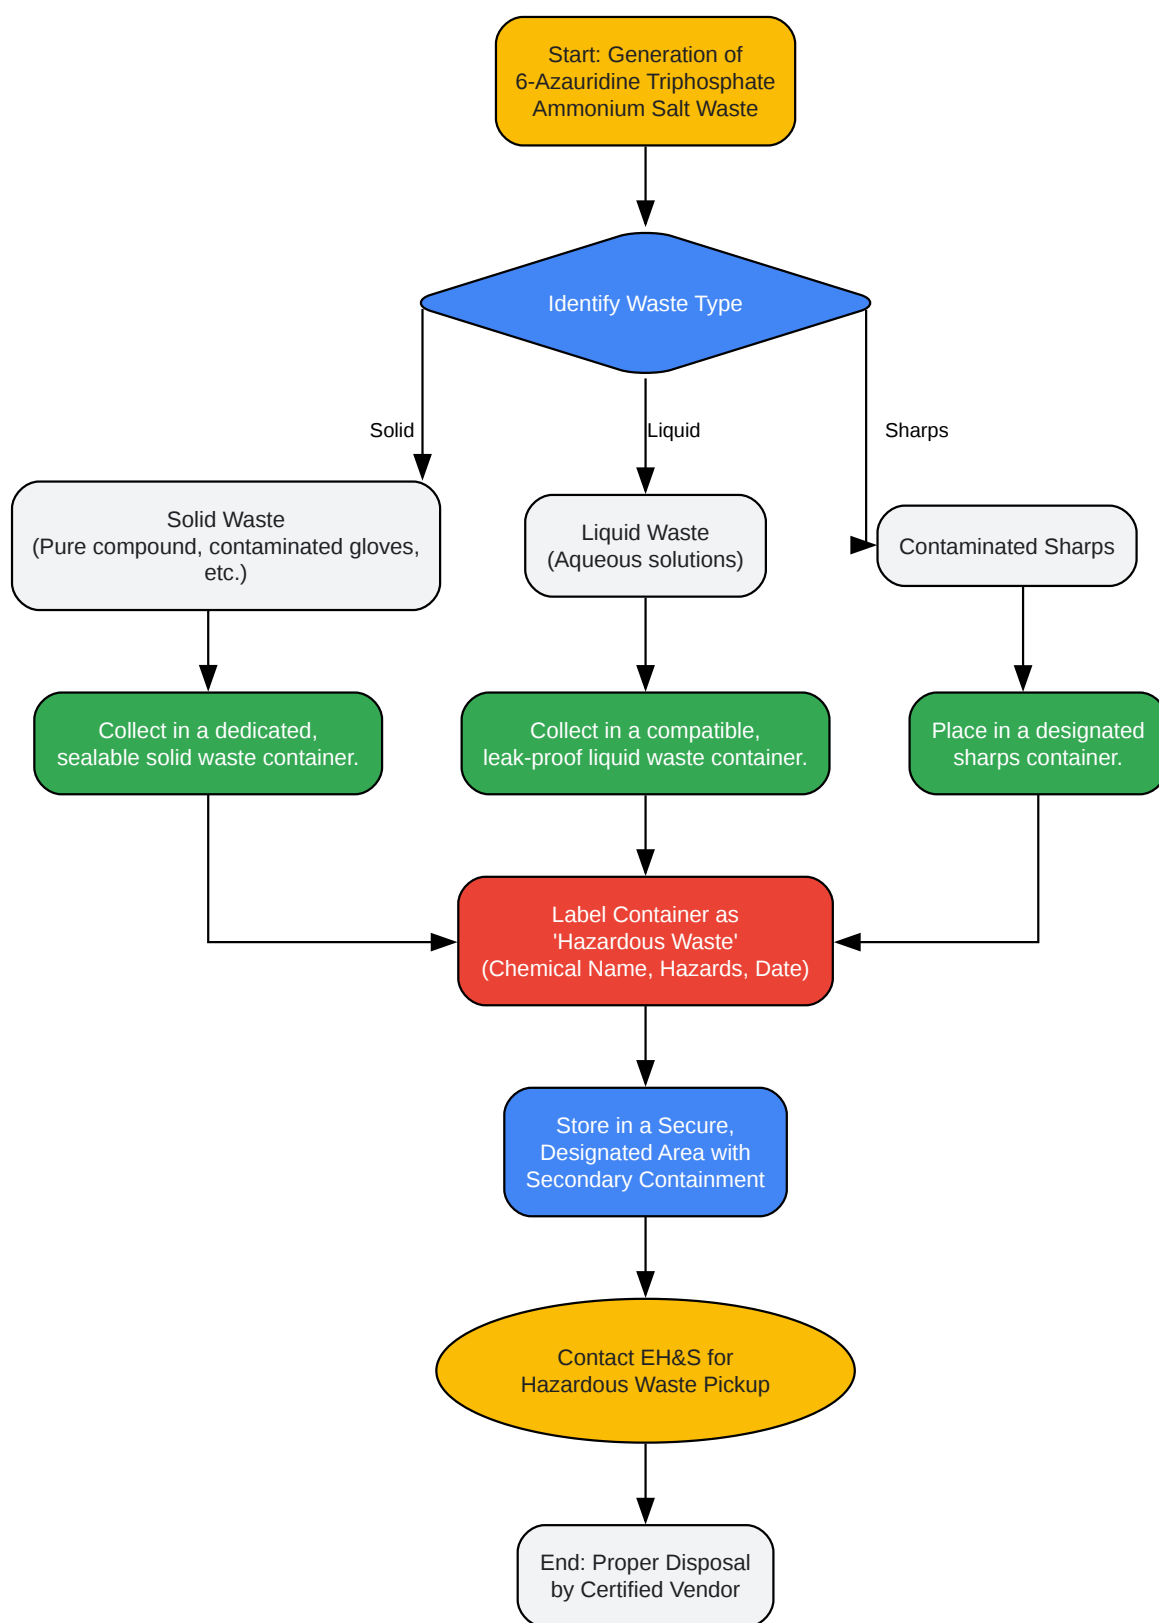 Start: Generation of
6-Azauridine Triphosphate
Ammonium Salt Waste
Identify Waste Type
Solid
Liquid
Sharps
Solid Waste
(Pure compound, contaminated gloves,
etc.)
Liquid Waste
(Aqueous solutions)
Contaminated Sharps
Collect in a dedicated,
sealable solid waste container.
Collect in a compatible,
leak-proof liquid waste container.
Place in a designated
sharps container.
Label Container as
'Hazardous Waste'
(Chemical Name, Hazards, Date)
Store in a Secure,
Designated Area with
Secondary Containment
Contact EH&S for
Hazardous Waste Pickup
End: Proper Disposal
by Certified Vendor